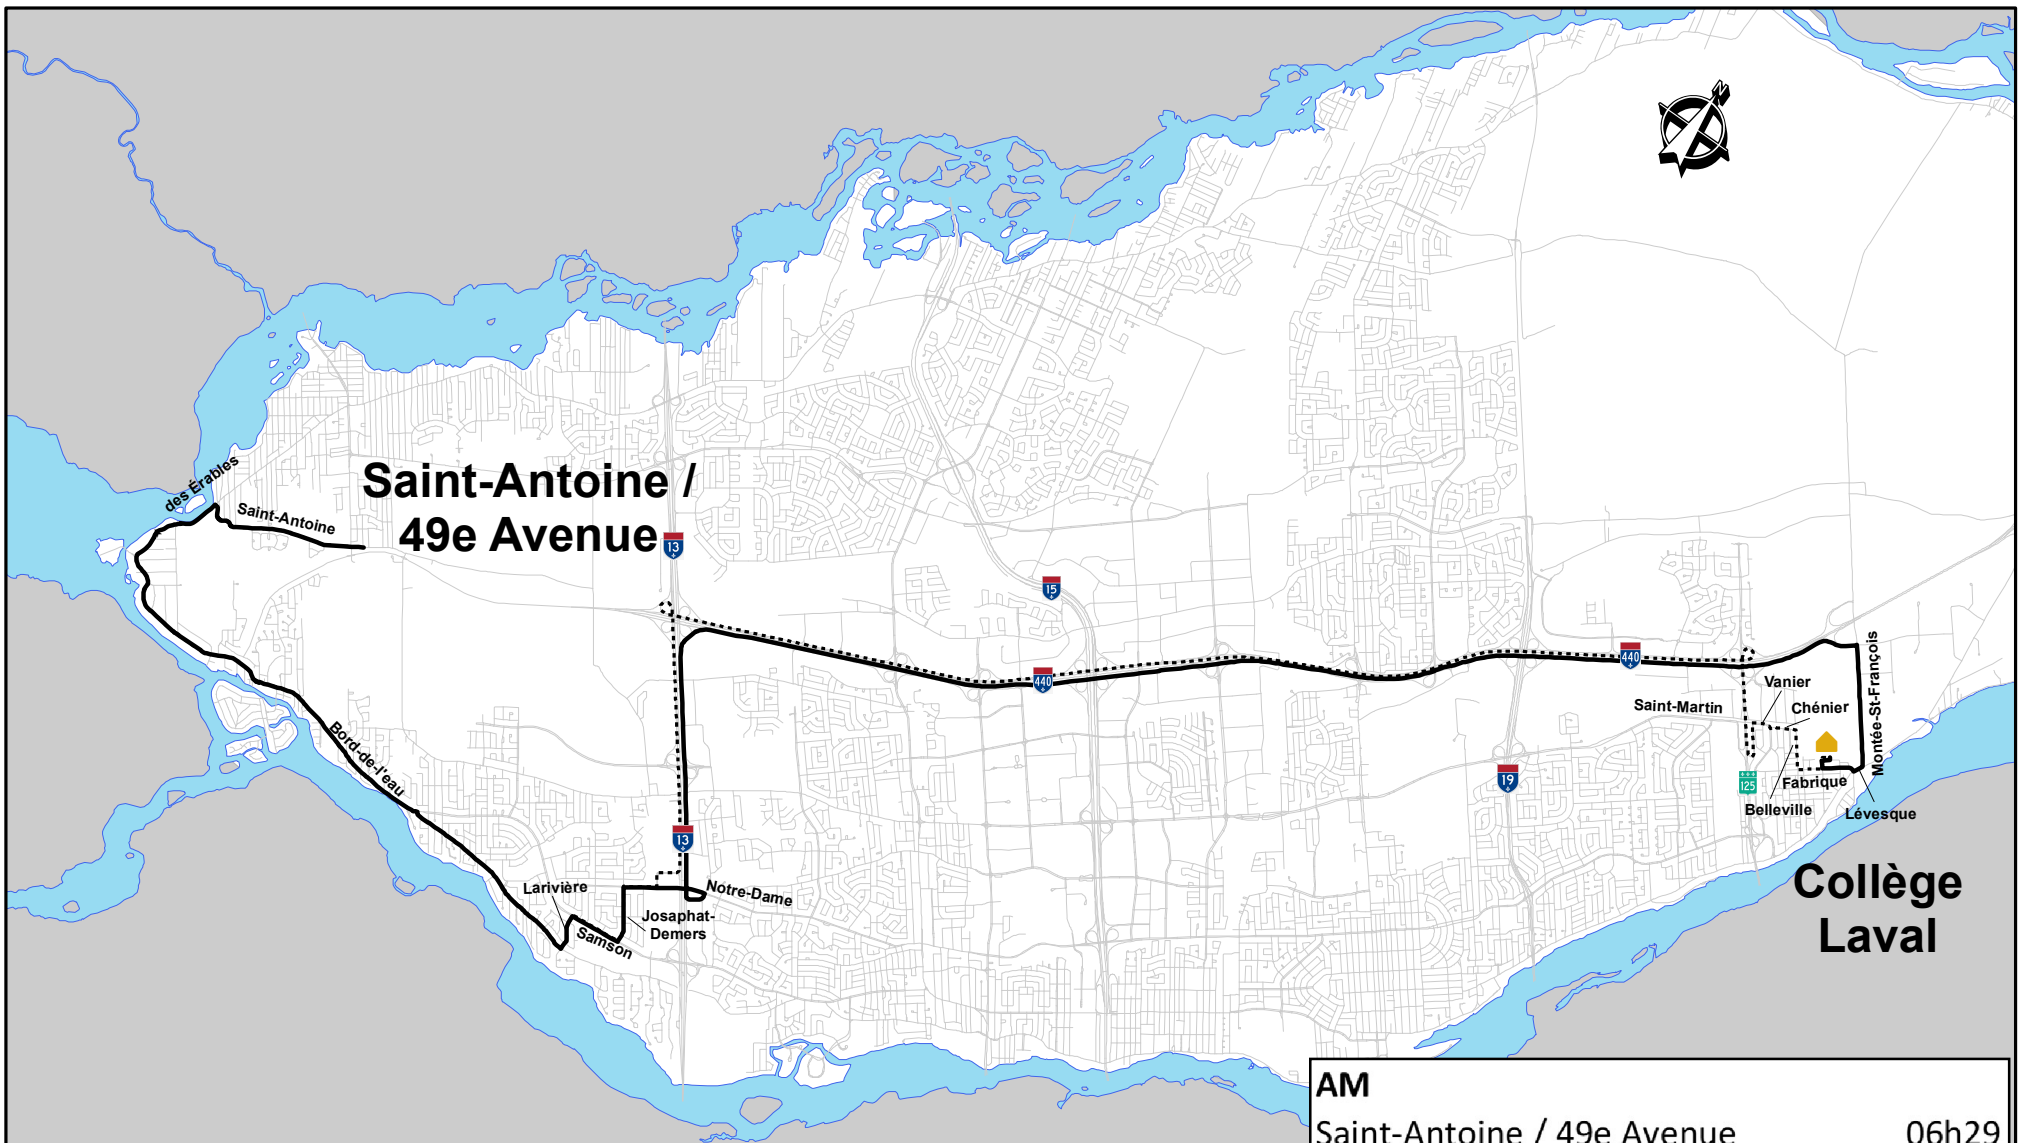 N
des Érables
Saint-Antoine
Saint-Antoine /
49e Avenue
13
15
440
440
Vanier
Saint-Martin
Chénier
Montée-St-François
Bord-de-l'eau
19
125
Fabrique
Belleville
Lévesque
13
Larivière
Notre-Dame
Josaphat-
Demers
Samson
Collège
Laval
AM
Saint-Antoine / 49e Avenue 06h29